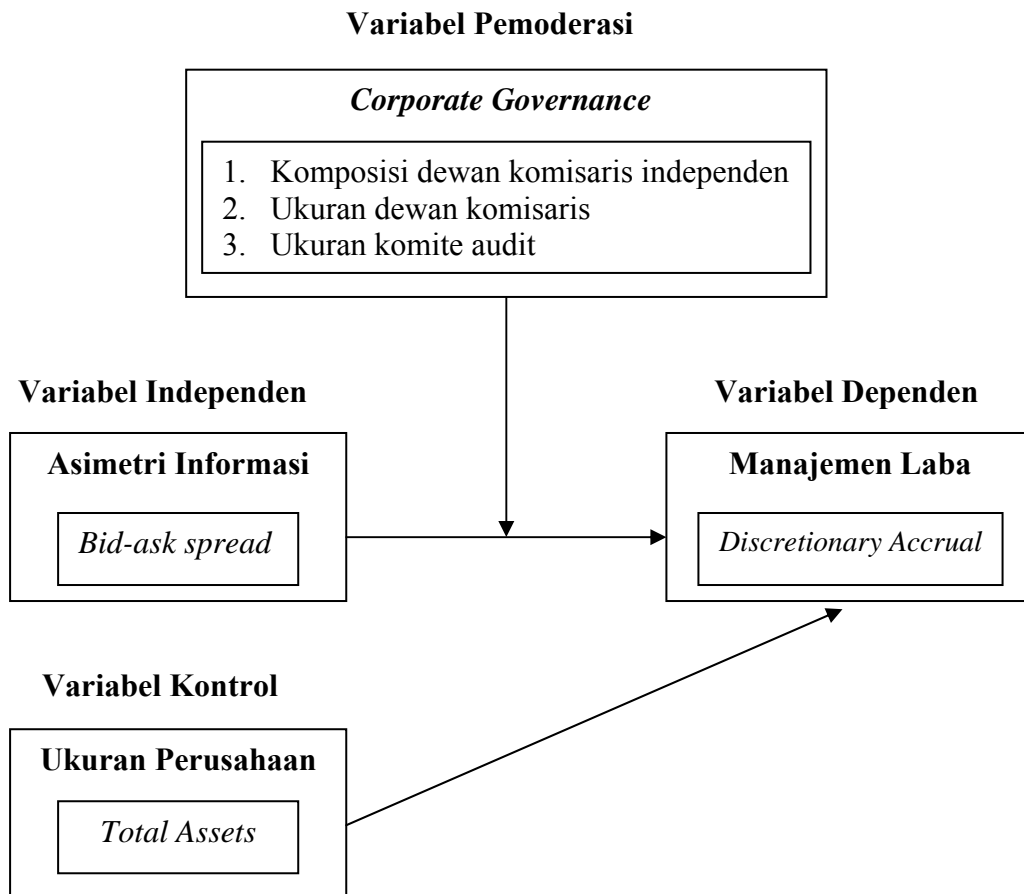 Variabel Pemoderasi
Corporate Governance
1. Komposisi dewan komisaris independen
2. Ukuran dewan komisaris
3. Ukuran komite audit
Variabel Independen
Variabel Dependen
Asimetri Informasi
Manajemen Laba
Bid-ask spread
Discretionary Accrual
Variabel Kontrol
Ukuran Perusahaan
Total Assets